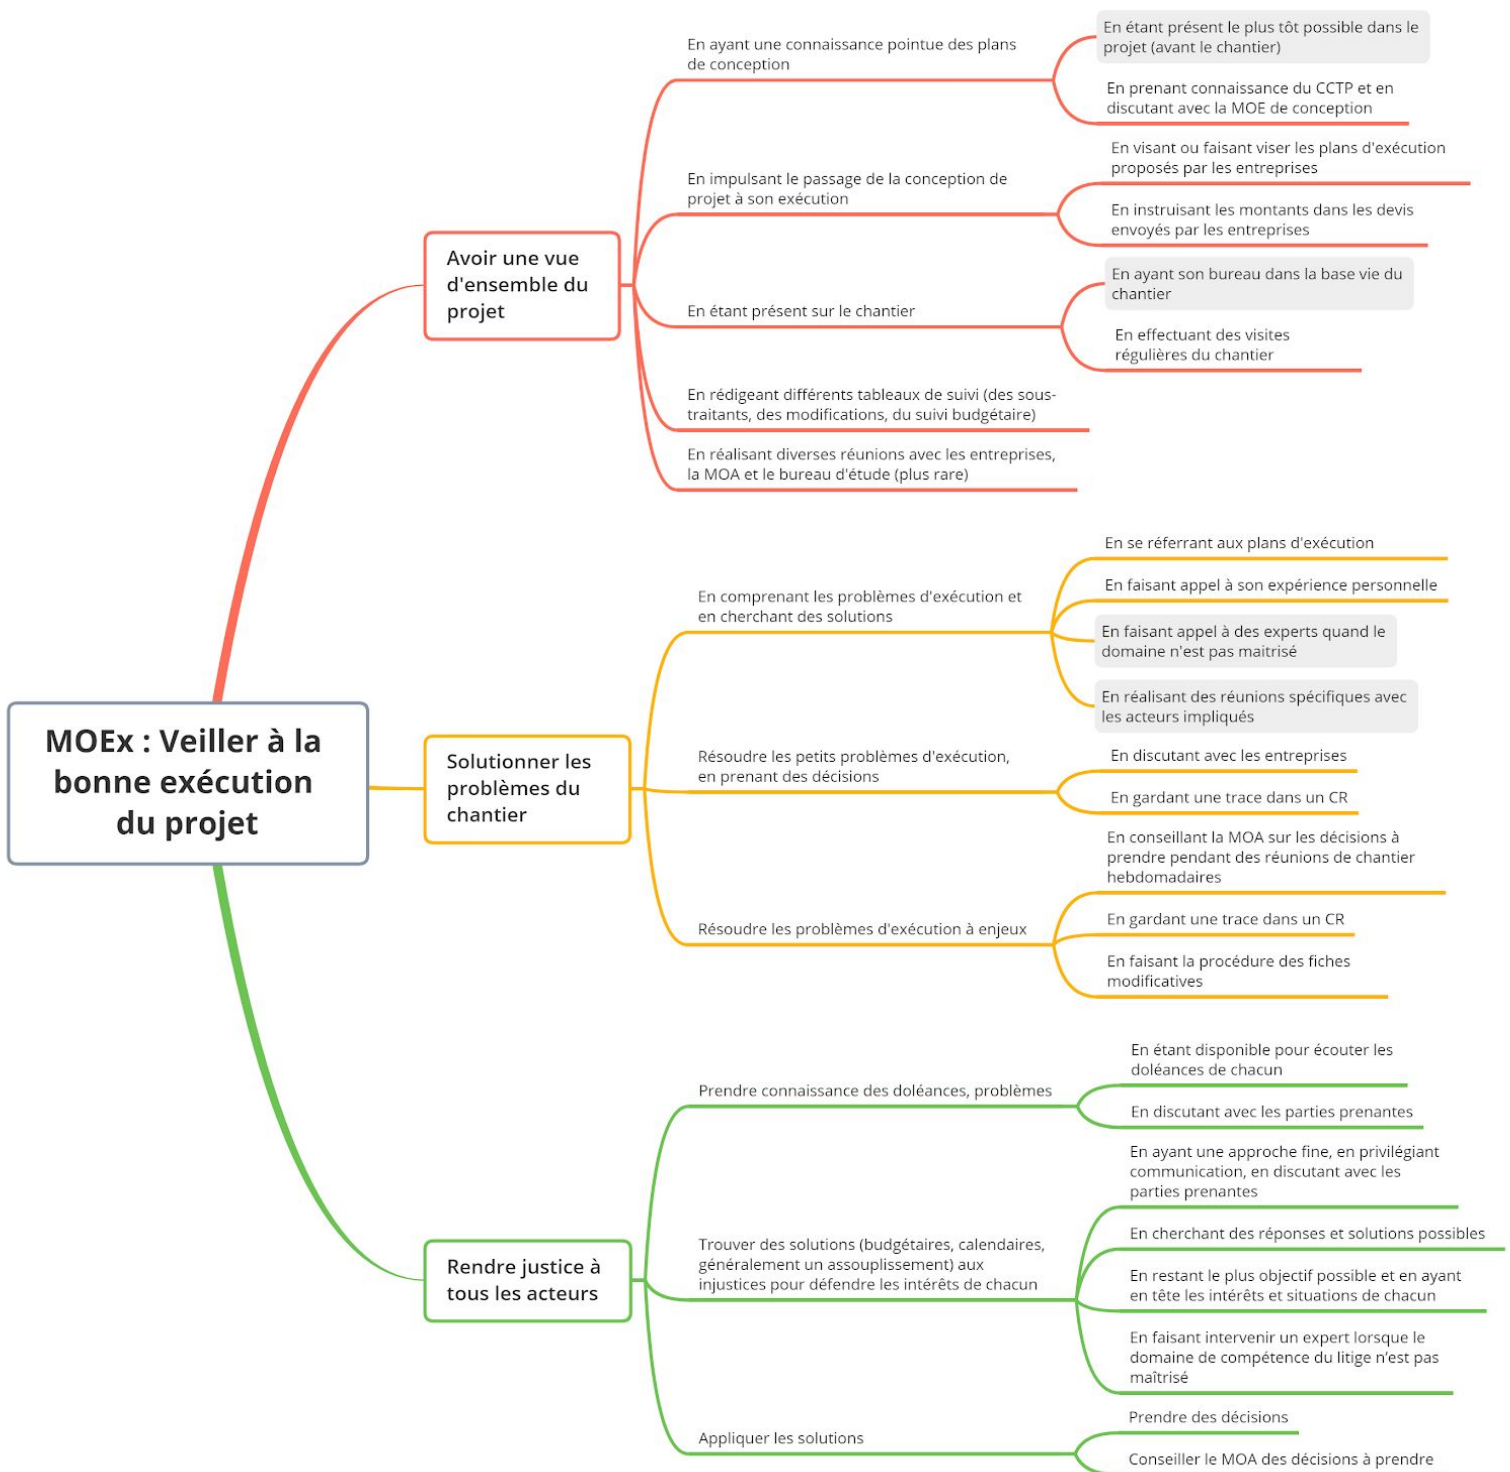 MOEx : Veiller à la
bonne exécution
du projet
Avoir une vue
d'ensemble du
projet
En ayant une connaissance pointue des plans
de conception
En étant présent le plus tôt possible dans le
projet (avant le chantier)
En prenant connaissance du CCTP et en
discutant avec la MOE de conception
En impulsant le passage de la conception de
projet à son exécution
En visant ou faisant viser les plans d'exécution
proposés par les entreprises
En instruisant les montants dans les devis
envoyés par les entreprises
En étant présent sur le chantier
En ayant son bureau dans la base vie du
chantier
En effectuant des visites
régulières du chantier
En rédigeant différents tableaux de suivi (des sous-
traitants, des modifications, du suivi budgétaire)
En réalisant diverses réunions avec les entreprises,
la MOA et le bureau d'étude (plus rare)
Solutionner les
problèmes du
chantier
En comprenant les problèmes d'exécution et
en cherchant des solutions
En se réferrant aux plans d'exécution
En faisant appel à son expérience personnelle
En faisant appel à des experts quand le
domaine n'est pas maitrisé
En réalisant des réunions spécifiques avec
les acteurs impliqués
Résoudre les petits problèmes d'exécution,
en prenant des décisions
En discutant avec les entreprises
En gardant une trace dans un CR
Résoudre les problèmes d'exécution à enjeux
En conseillant la MOA sur les décisions à
prendre pendant des réunions de chantier
hebdomadaires
En gardant une trace dans un CR
En faisant la procédure des fiches
modificatives
Rendre justice à
tous les acteurs
Prendre connaissance des doléances, problèmes
En étant disponible pour écouter les
doléances de chacun
En discutant avec les parties prenantes
Trouver des solutions (budgétaires, calendaires,
généralement un assouplissement) aux
injustices pour défendre les intérêts de chacun
En ayant une approche fine, en privilégiant
communication, en discutant avec les
parties prenantes
En cherchant des réponses et solutions possibles
En restant le plus objectif possible et en ayant
en tête les intérêts et situations de chacun
En faisant intervenir un expert lorsque le
domaine de compétence du litige n’est pas
maîtrisé
Appliquer les solutions
Prendre des décisions
Conseiller le MOA des décisions à prendre